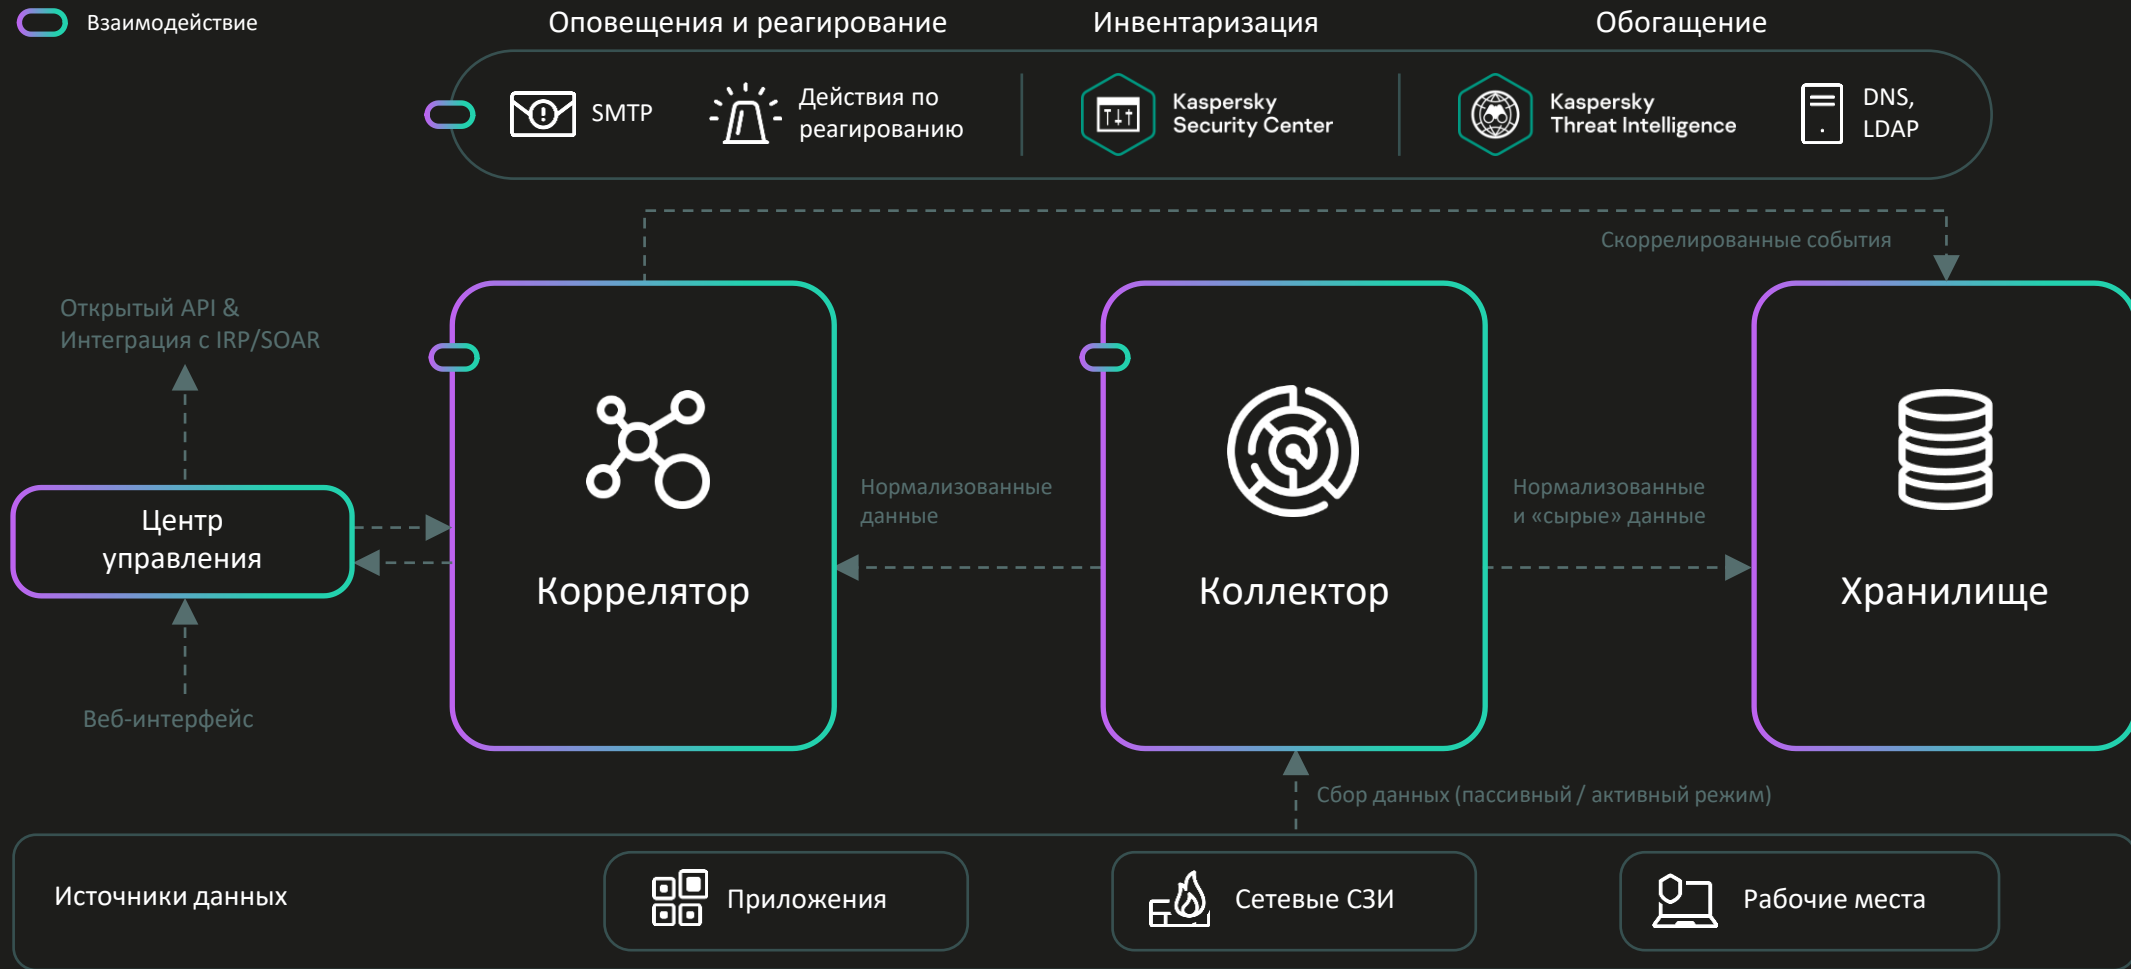 Взаимодействие
Оповещения и реагирование
Инвентаризация
Обогащение
SMTP
Действия по
реагированию
Kaspersky
Security Center
Kaspersky
Threat Intelligence
DNS,
LDAP
Скоррелированные события
Открытый API &
Интеграция с IRP/SOAR
Центр
управления
Веб-интерфейс
Коррелятор
Нормализованные
данные
Коллектор
Нормализованные
и «сырые» данные
Хранилище
Сбор данных (пассивный / активный режим)
Источники данных
Приложения
Сетевые СЗИ
Рабочие места